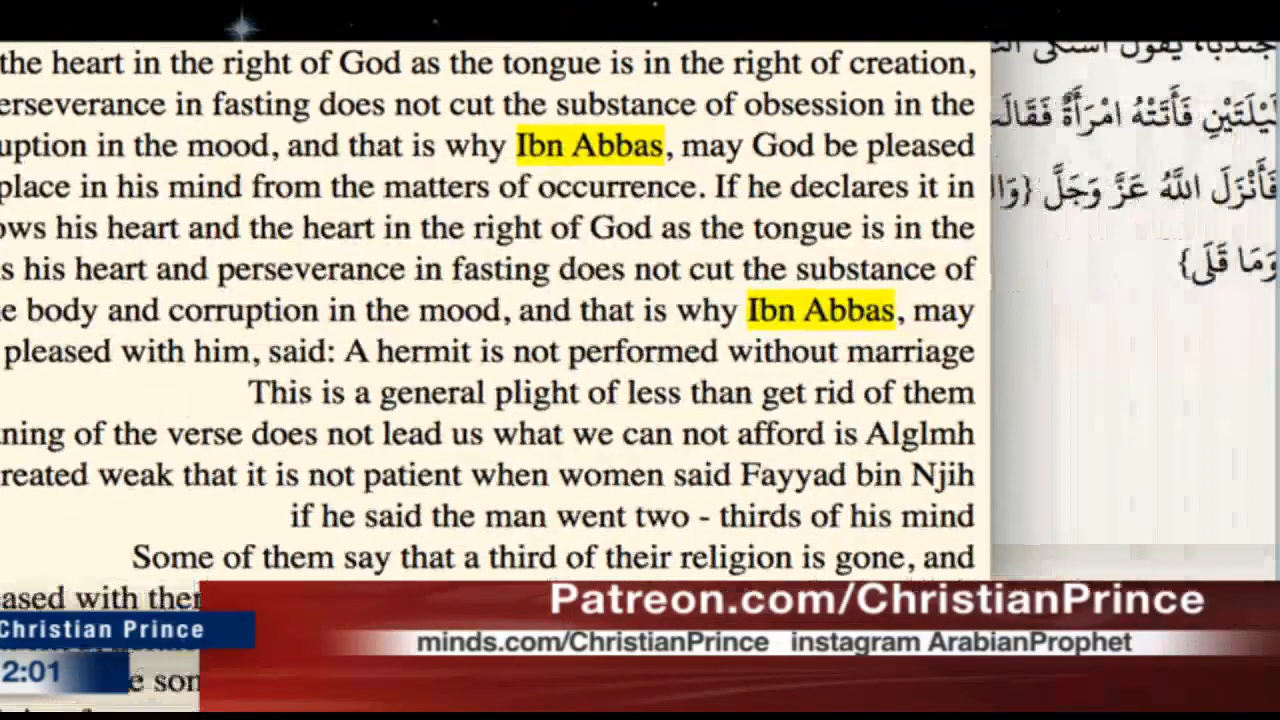 the heart in the right of God as the tongue is in the right of creation,
perseverance in fasting does not cut the substance of obsession in the
uption in the mood, and that is why Ibn Abbas, may God be pleased
place in his mind from the matters of occurrence. If he declares it in
ows his heart and the heart in the right of God as the tongue is in the
s his heart and perseverance in fasting does not cut the substance of
e body and corruption in the mood, and that is why Ibn Abbas, may
pleased with him, said: A hermit is not performed without marriage
This is a general plight of less than get rid of them
ning of the verse does not lead us what we can not afford is Alglmh
reated weak that it is not patient when women said Fayyad bin Njih
if he said the man went two - thirds of his mind
Some of them say that a third of their religion is gone, and
ased with ther
e son
يقول اشتكى
لَيْلَتَيْنِ فَأَتَتْهُ امْرَأَةٌ فَقَالَ
فَأَنْزَلَ اللَّهُ عَزَّ وَجَلَّ {وَال
وَمَا قَلَى}
Patreon.com/ChristianPrince
Christian Prince
minds.com/ChristianPrince instagram ArabianProphet
2:01